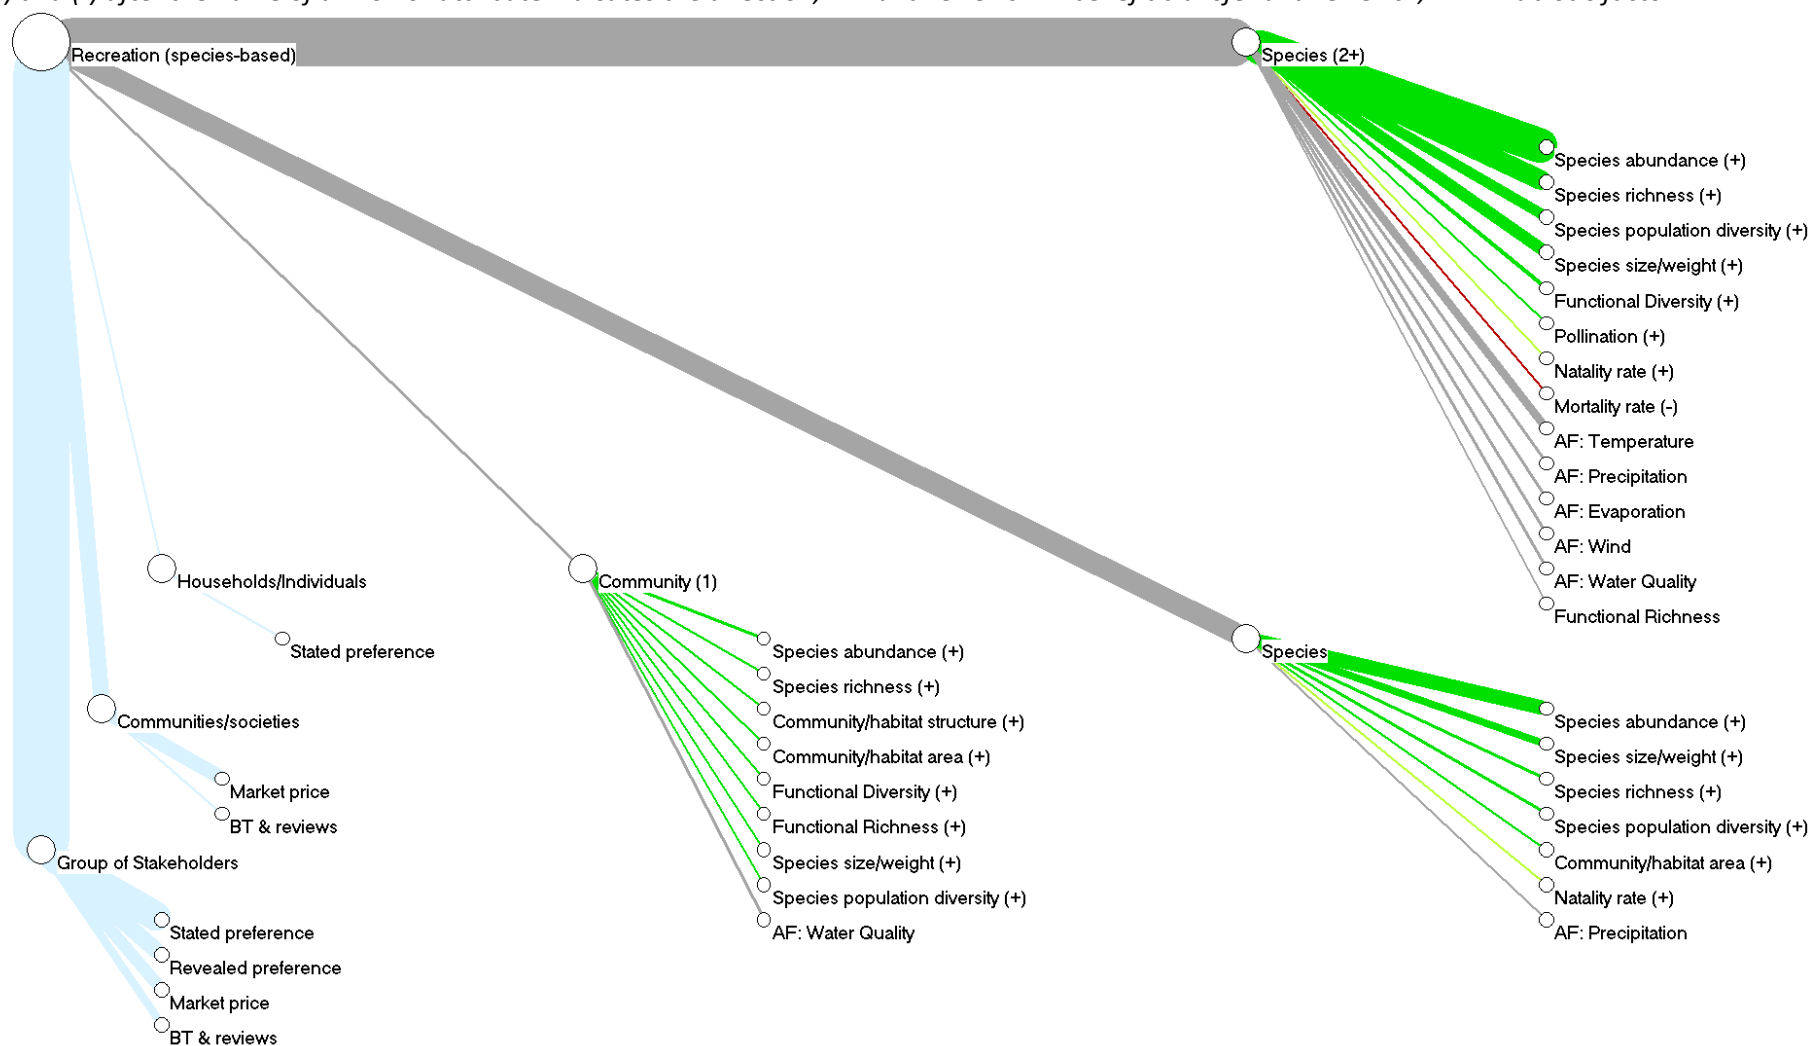 Recreation (species-based)
Species (2+)
Species abundance (+)
Species richness (+)
Species population diversity (+)
Species size/weight (+)
Functional Diversity (+)
Pollination (+)
Natality rate (+)
Mortality rate (-)
AF: Temperature
AF: Precipitation
AF: Evaporation
AF: Wind
AF: Water Quality
Functional Richness
Households/Individuals
Stated preference
Communities/societies
Market price
BT & reviews
Group of Stakeholders
Stated preference
Revealed preference
Market price
BT & reviews
Community (1)
Species abundance (+)
Species richness (+)
Community/habitat structure (+)
Community/habitat area (+)
Functional Diversity (+)
Functional Richness (+)
Species size/weight (+)
Species population diversity (+)
AF: Water Quality
Species
Species abundance (+)
Species size/weight (+)
Species richness (+)
Species population diversity (+)
Community/habitat area (+)
Natality rate (+)
AF: Precipitation